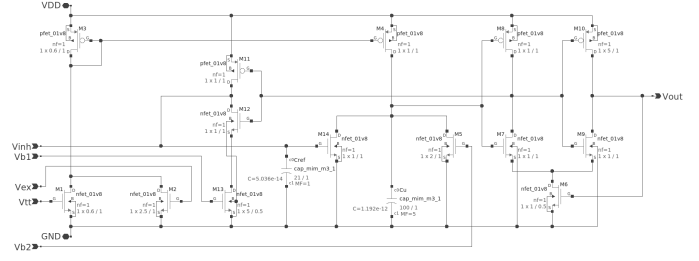 VDD
M3
pfet_01v8
nf=1
1 x 0.6 / 1
M4
pfet_01v8
nf=1
1 x 1 / 1
M8
pfet_01v8
nf=1
1 x 1 / 1
M10
pfet_01v8
nf=1
1 x 5 / 1
M11
pfet_01v8
nf=1
1 x 1 / 1
M12
nfet_01v8
nf=1
1 x 1 / 1
Vout
Vinh
Vb1
Vex
Vtt
GND
Vb2
M14
nfet_01v8
nf=1
1 x 1 / 1
M5
nfet_01v8
nf=1
1 x 2 / 1
M7
nfet_01v8
nf=1
1 x 1 / 1
M9
nfet_01v8
nf=1
1 x 1 / 1
c0 Cref
cap_mim_m3_1
C=5.036e-14
21 / 1
c1 MF=1
M1
nfet_01v8
nf=1
1 x 0.6 / 1
M2
nfet_01v8
nf=1
1 x 2.5 / 1
M13
nfet_01v8
nf=1
1 x 5 / 0.5
c0 Cu
cap_mim_m3_1
C=1.192e-12
100 / 1
c1 MF=5
M6
nfet_01v8
nf=1
1 x 1 / 0.5